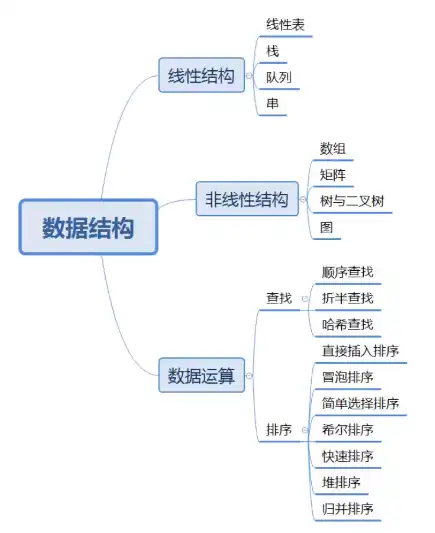 数据结构
线性结构
线性表
栈
队列
串
非线性结构
数组
矩阵
树与二叉树
图
数据运算
查找
顺序查找
折半查找
哈希查找
排序
直接插入排序
冒泡排序
简单选择排序
希尔排序
快速排序
堆排序
归并排序